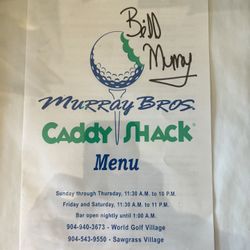 Bill
Murray
MURRAY BROS.
CADDY SHACK®
Menu
Sunday through Thursday, 11:30 A.M. to 10 P.M.
Friday and Saturday, 11:30 A.M. to 11 P.M.
Bar open nightly until 1:00 A.M.
904-940-3673 - World Golf Village
904-543-9550 - Sawgrass Village